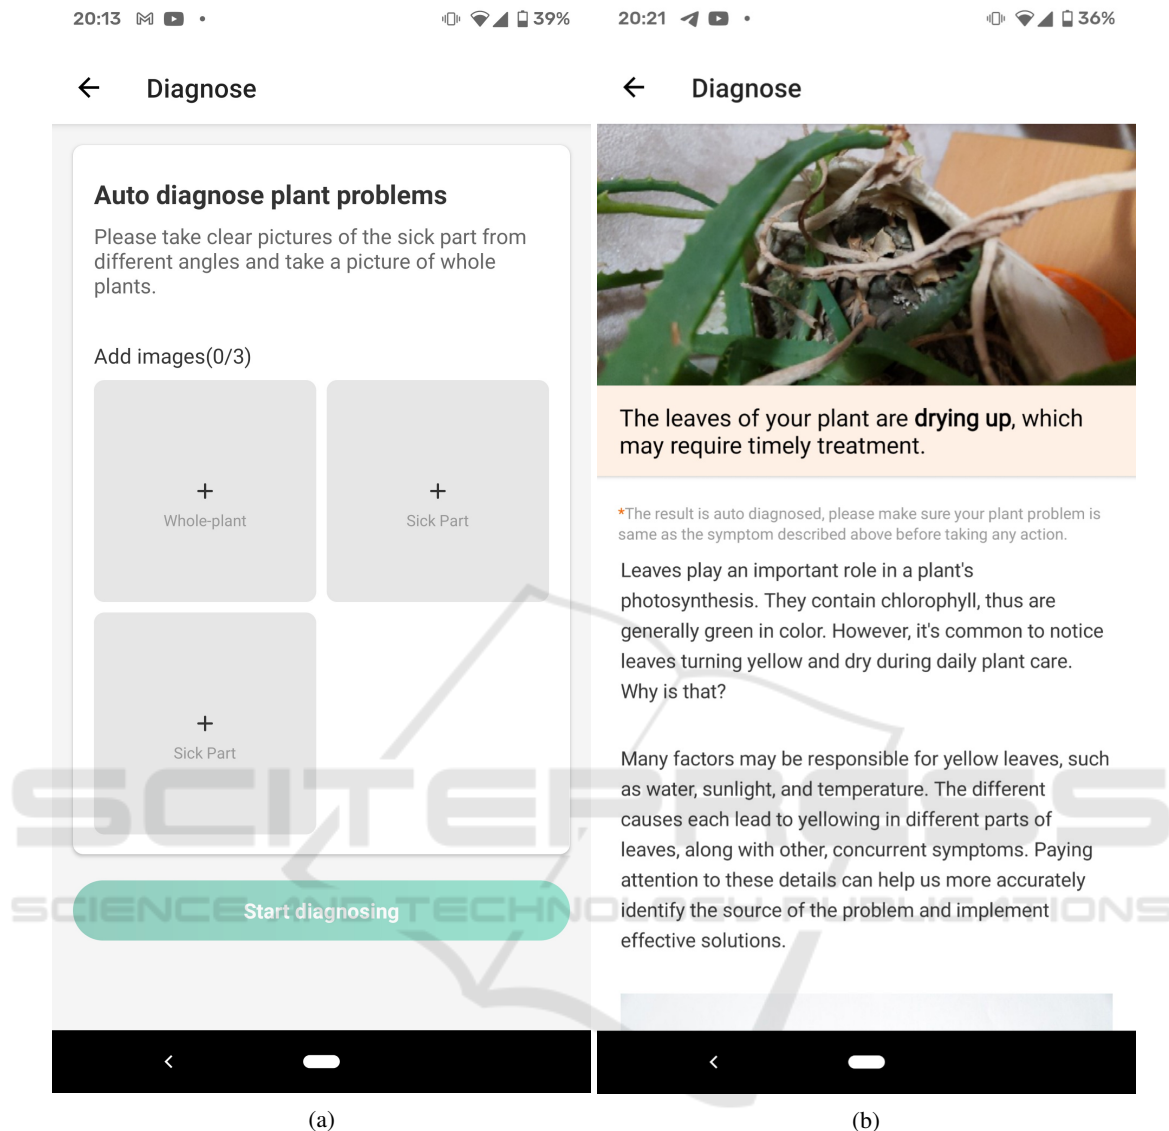 20:13
39%
Diagnose
Auto diagnose plant problems
Please take clear pictures of the sick part from
different angles and take a picture of whole
plants.
Add images(0/3)
+
Whole-plant
+
Sick Part
+
Sick Part
Start diagnosing
(a)
20:21
36%
Diagnose
The leaves of your plant are drying up, which
may require timely treatment.
*The result is auto diagnosed, please make sure your plant problem is
same as the symptom described above before taking any action.
Leaves play an important role in a plant's
photosynthesis. They contain chlorophyll, thus are
generally green in color. However, it's common to notice
leaves turning yellow and dry during daily plant care.
Why is that?
Many factors may be responsible for yellow leaves, such
as water, sunlight, and temperature. The different
causes each lead to yellowing in different parts of
leaves, along with other, concurrent symptoms. Paying
attention to these details can help us more accurately
identify the source of the problem and implement
effective solutions.
(b)
SCITEPRESS
SCIENCE AND TECHNOLOGY PUBLICATIONS